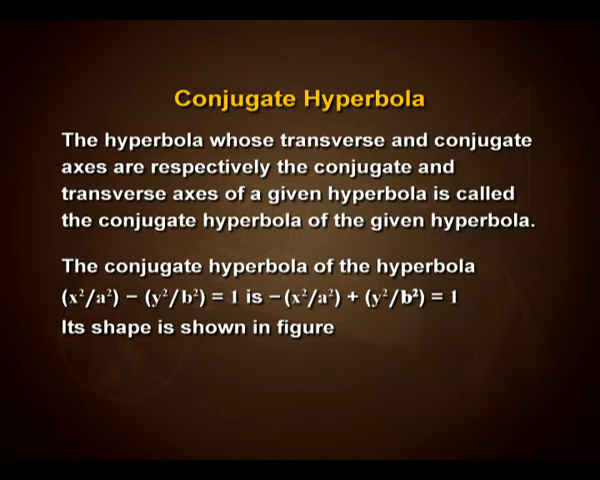 Conjugate Hyperbola
The hyperbola whose transverse and conjugate
axes are respectively the conjugate and
transverse axes of a given hyperbola is called
the conjugate hyperbola of the given hyperbola.
The conjugate hyperbola of the hyperbola
(x²/a²) − (y²/b²) = 1 is −(x²/a²) + (y²/b²) = 1
Its shape is shown in figure